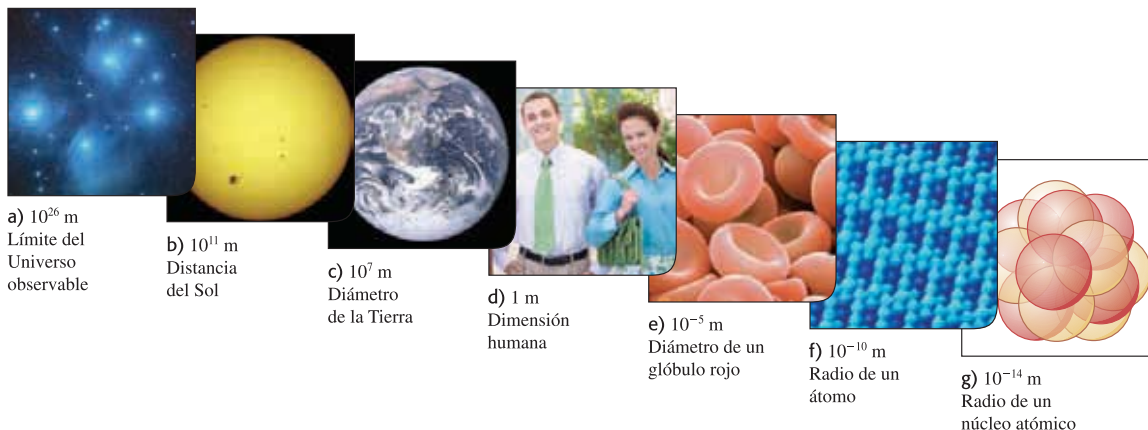 a) 10²⁶ m
Límite del
Universo
observable
b) 10¹¹ m
Distancia
del Sol
c) 10⁷ m
Diámetro
de la Tierra
d) 1 m
Dimensión
humana
e) 10⁻⁵ m
Diámetro de un
glóbulo rojo
f) 10⁻¹⁰ m
Radio de un
átomo
g) 10⁻¹⁴ m
Radio de un
núcleo atómico